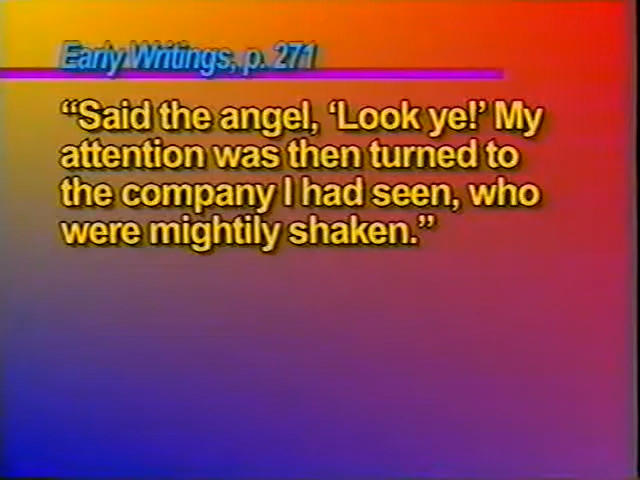 Early Writings, p. 271
“Said the angel, ‘Look ye!’ My
attention was then turned to
the company I had seen, who
were mightily shaken.”